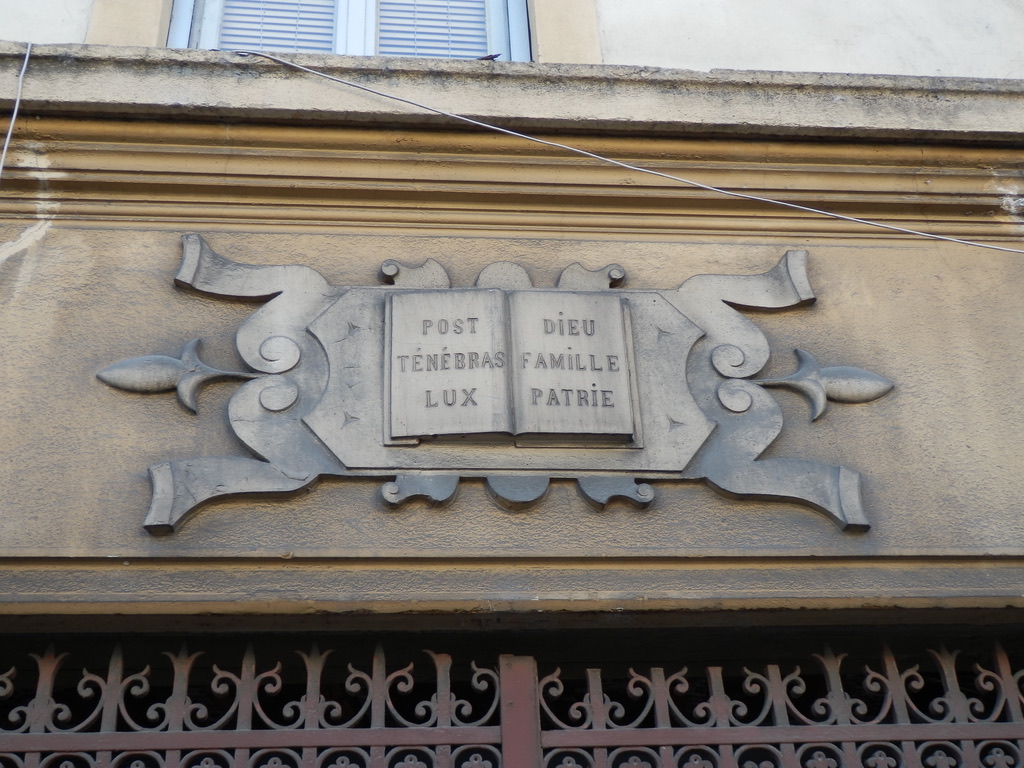 POST
TÉNÉBRAS
LUX
DiEU
FAMiLLE
PATRiE